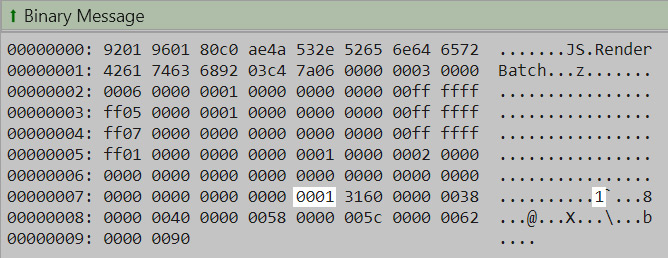 ↑ Binary Message
00000000: 9201 9601 80c0 ae4a 532e 5265 6e64 6572 .......JS.Render
00000001: 4261 7463 6892 03c4 7a06 0000 0003 0000 Batch...z.......
00000002: 0006 0000 0001 0000 0000 0000 00ff ffff ................
00000003: ff05 0000 0001 0000 0000 0000 00ff ffff ................
00000004: ff07 0000 0000 0000 0000 0000 00ff ffff ................
00000005: ff01 0000 0000 0000 0001 0000 0002 0000 ................
00000006: 0000 0000 0000 0000 0000 0000 0000 0000 ................
00000007: 0000 0000 0000 0000 0001 3160 0000 0038 ..........1`...8
00000008: 0000 0040 0000 0058 0000 005c 0000 0062 ...@...X...\...b
00000009: 0000 0090 ....